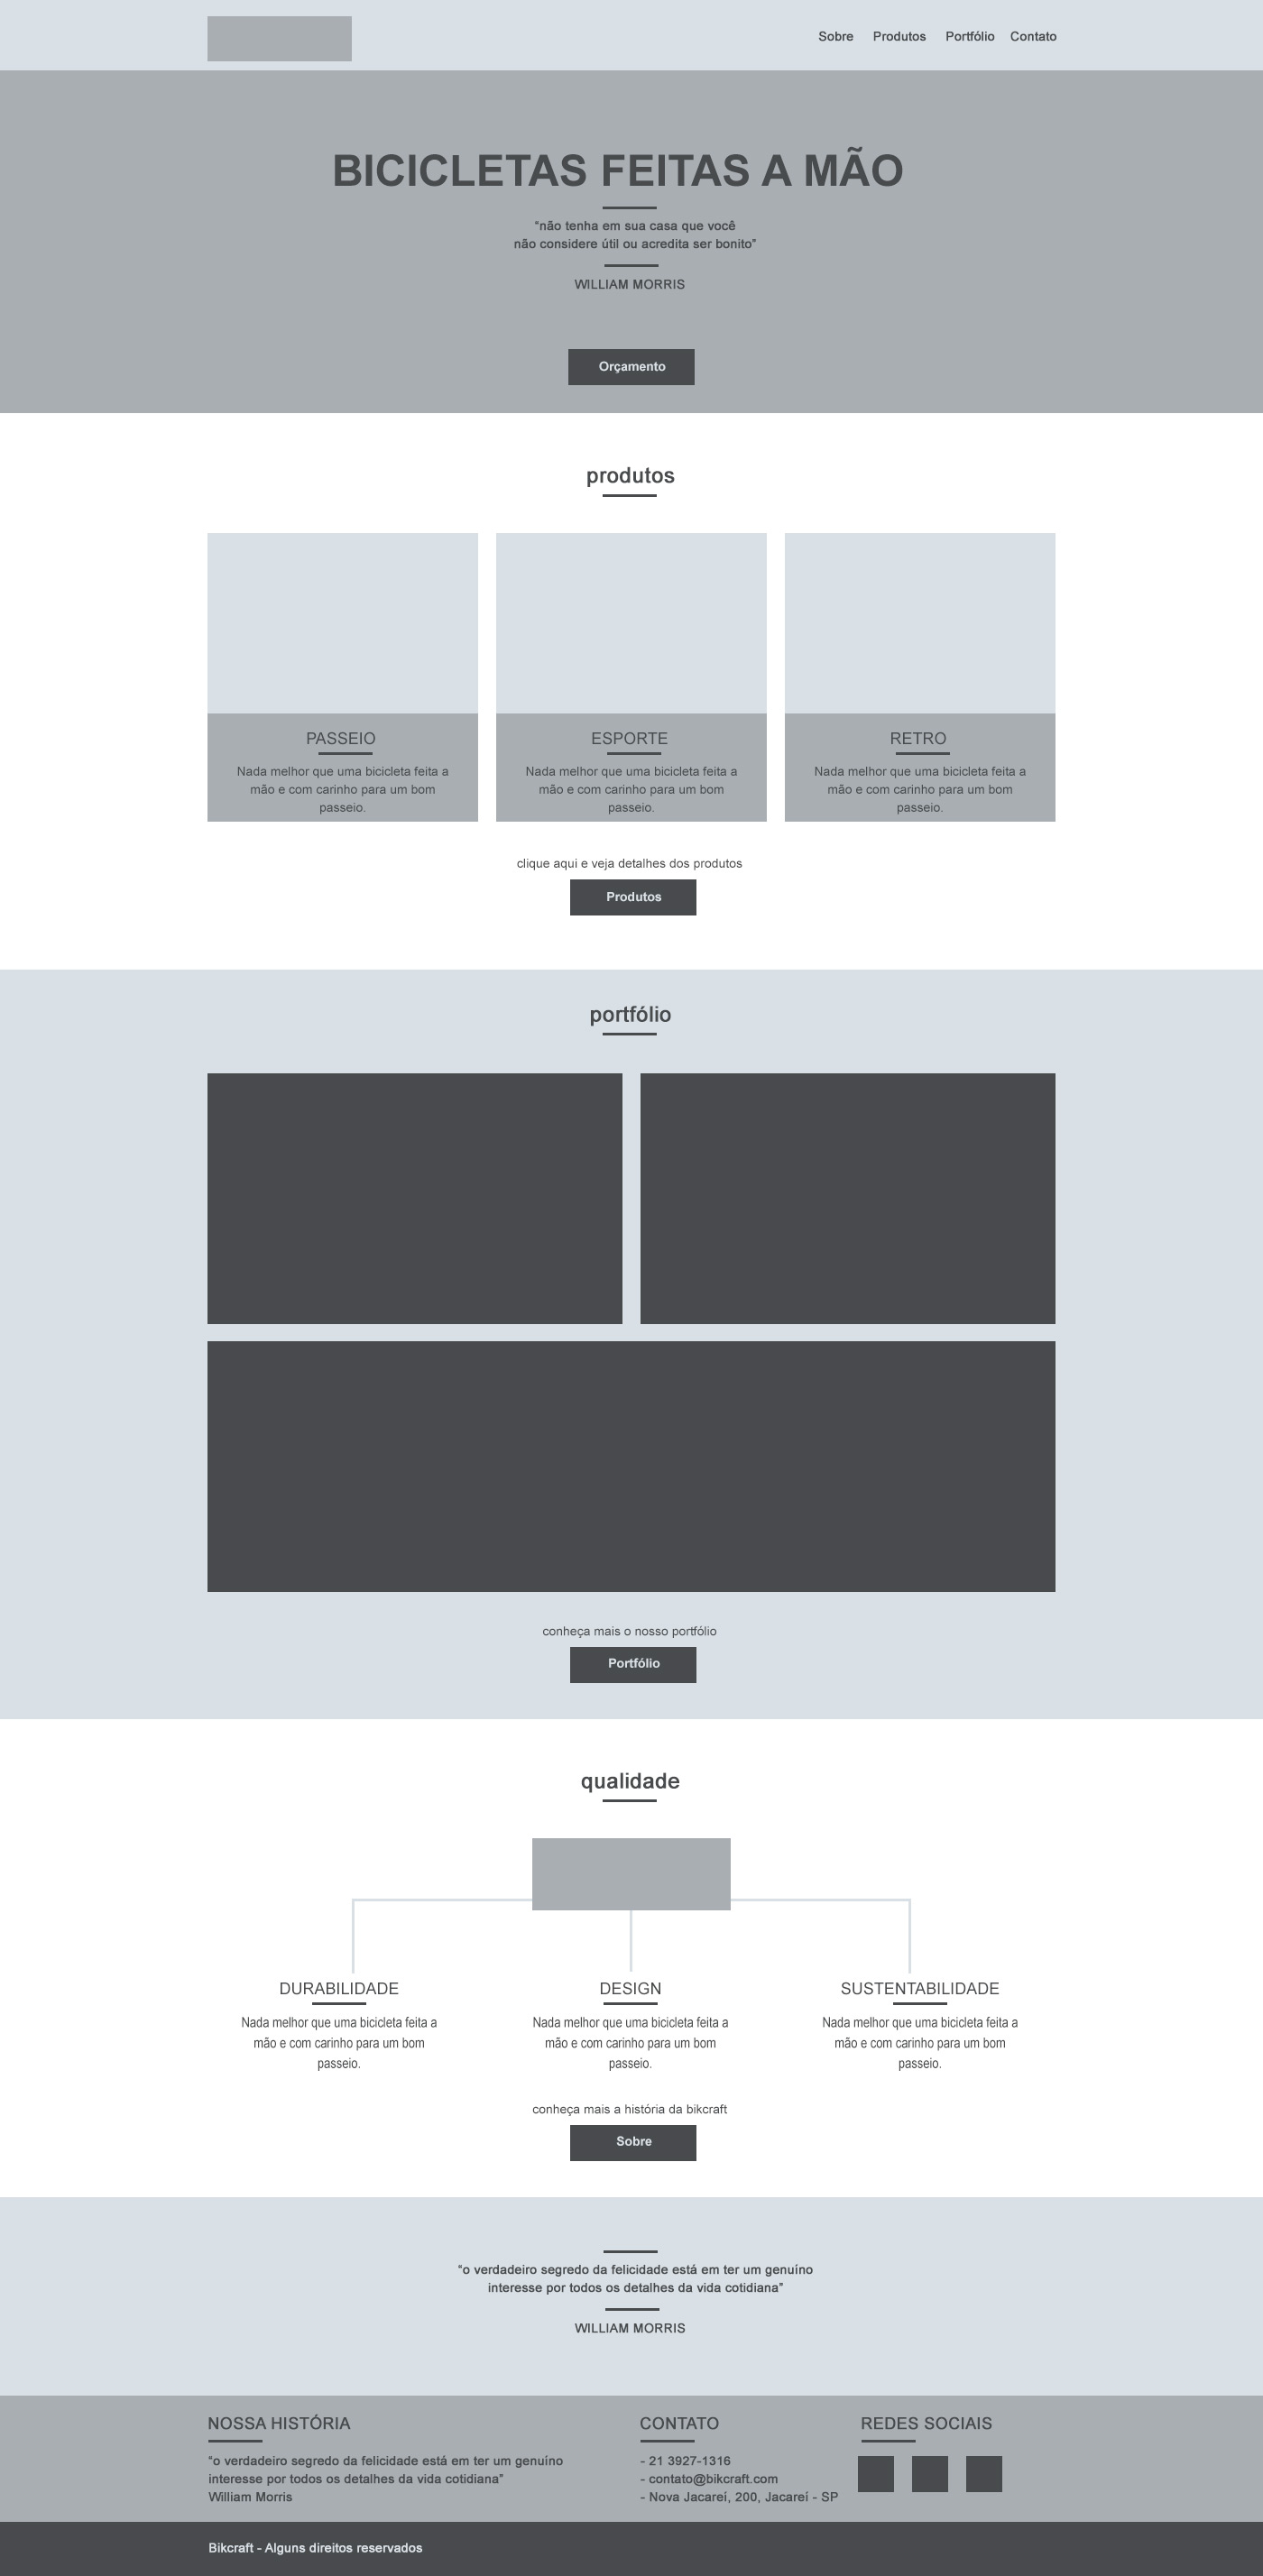 Sobre Produtos Portfólio Contato
BICICLETAS FEITAS A MÃO
“não tenha em sua casa que você
não considere útil ou acredita ser bonito”
WILLIAM MORRIS
Orçamento
produtos
PASSEIO
Nada melhor que uma bicicleta feita a
mão e com carinho para um bom
passeio.
ESPORTE
Nada melhor que uma bicicleta feita a
mão e com carinho para um bom
passeio.
RETRO
Nada melhor que uma bicicleta feita a
mão e com carinho para um bom
passeio.
clique aqui e veja detalhes dos produtos
Produtos
portfólio
conheça mais o nosso portfólio
Portfólio
qualidade
DURABILIDADE
Nada melhor que uma bicicleta feita a
mão e com carinho para um bom
passeio.
DESIGN
Nada melhor que uma bicicleta feita a
mão e com carinho para um bom
passeio.
SUSTENTABILIDADE
Nada melhor que uma bicicleta feita a
mão e com carinho para um bom
passeio.
conheça mais a história da bikcraft
Sobre
“o verdadeiro segredo da felicidade está em ter um genuíno
interesse por todos os detalhes da vida cotidiana”
WILLIAM MORRIS
NOSSA HISTÓRIA
“o verdadeiro segredo da felicidade está em ter um genuíno
interesse por todos os detalhes da vida cotidiana”
William Morris
CONTATO
- 21 3927-1316
- contato@bikcraft.com
- Nova Jacareí, 200, Jacareí - SP
REDES SOCIAIS
Bikcraft - Alguns direitos reservados